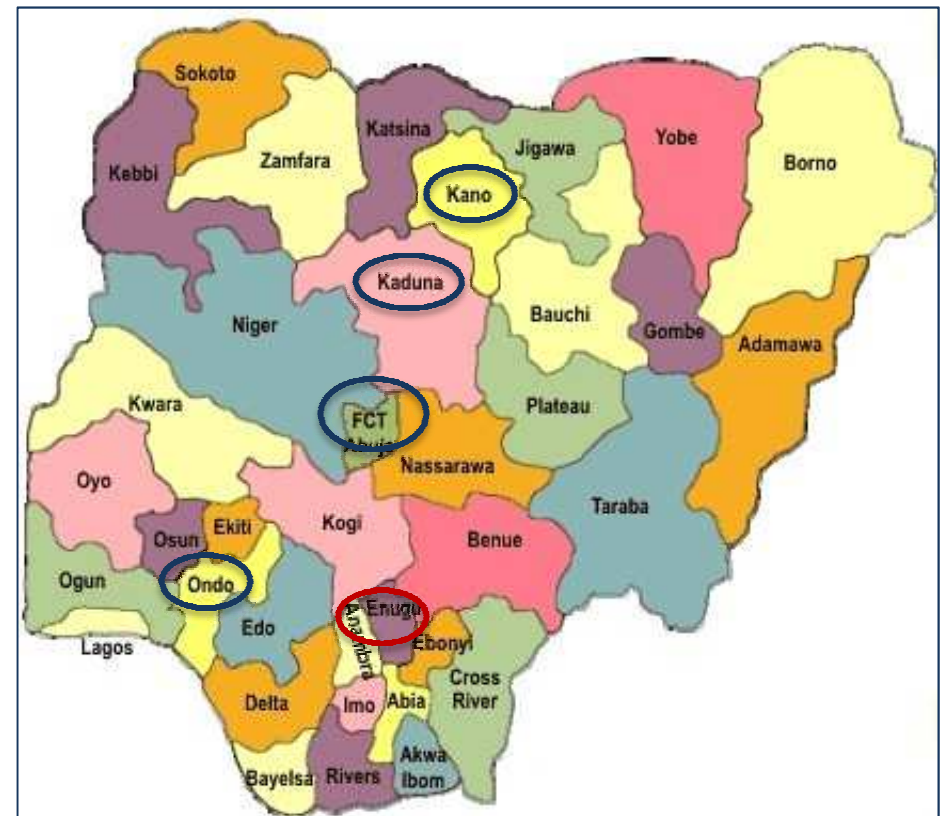 Sokoto
Katsina
Yobe
Jigawa
Borno
Zamfara
Kebbi
Kano
Kaduna
Bauchi
Niger
Gombe
Adamawa
Kwara
Plateau
FCT
Abuja
Nassarawa
Oyo
Taraba
Kogi
Ekiti
Osun
Benue
Ogun
Ondo
Enugu
Edo
Anambra
Ebonyi
Lagos
Cross
River
Delta
Imo
Abia
Akwa
Ibom
Bayelsa
Rivers